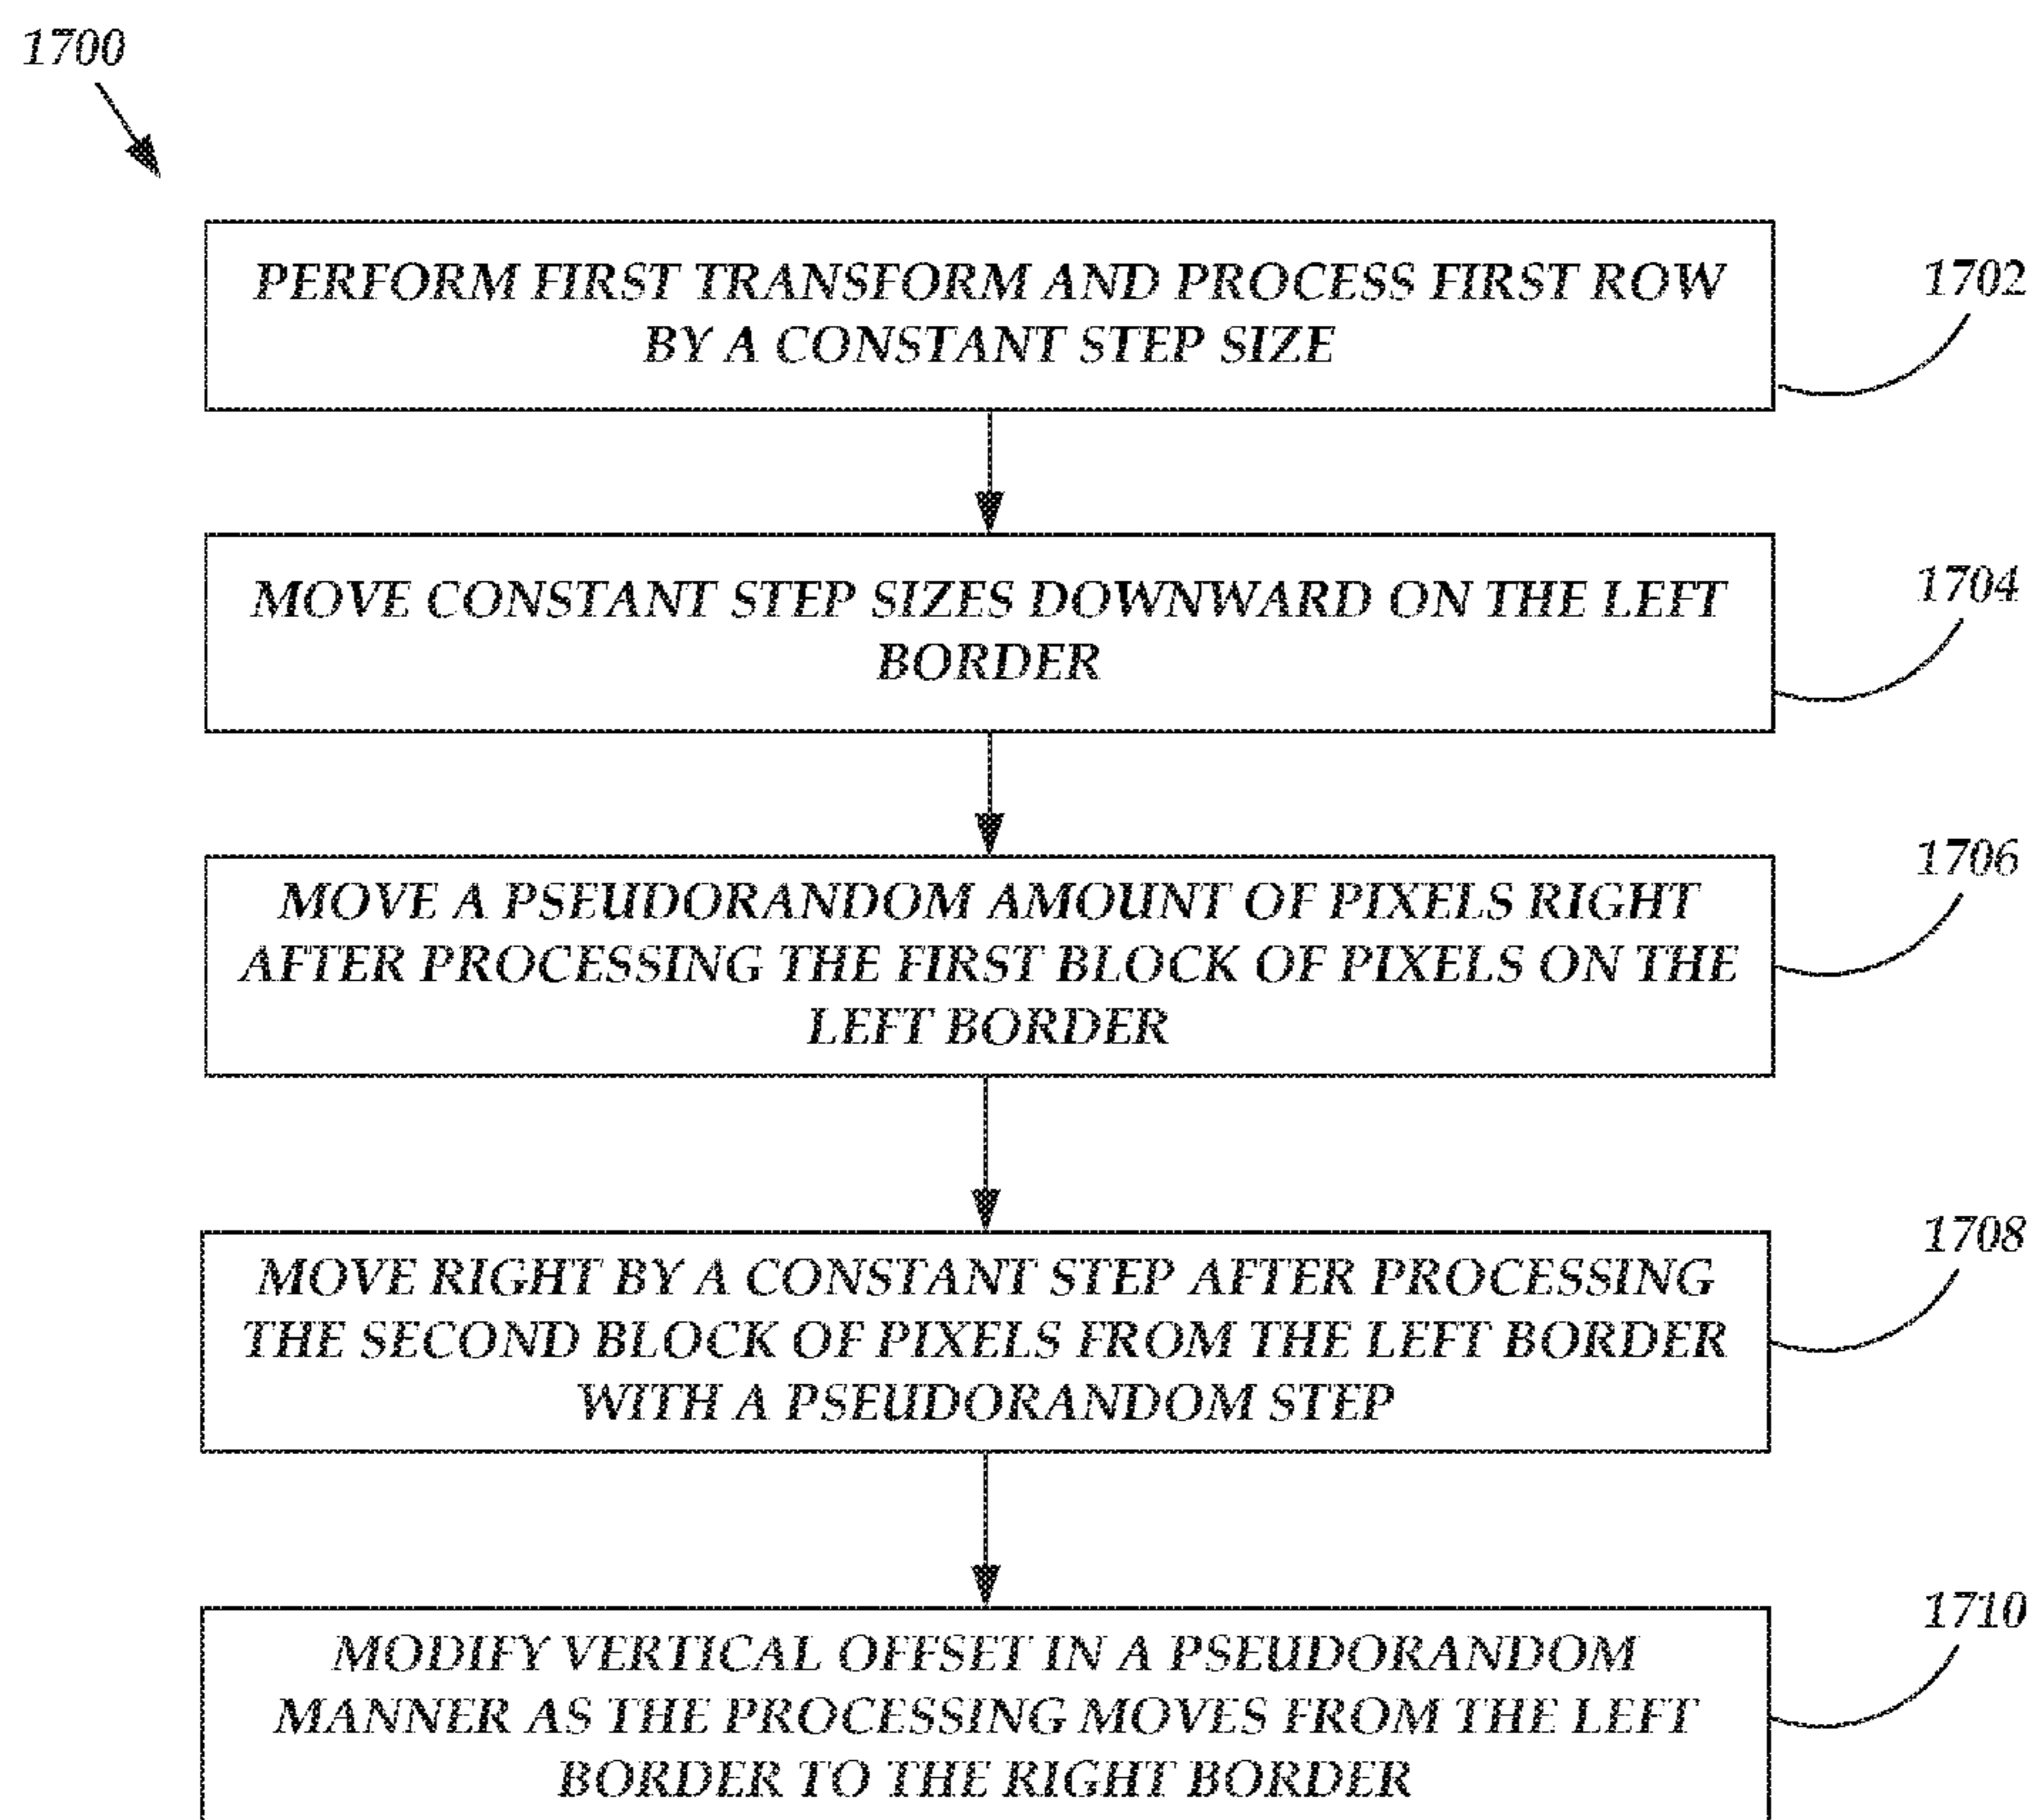 1700
PERFORM FIRST TRANSFORM AND PROCESS FIRST ROW
BY A CONSTANT STEP SIZE
1702
MOVE CONSTANT STEP SIZES DOWNWARD ON THE LEFT
BORDER
1704
MOVE A PSEUDORANDOM AMOUNT OF PIXELS RIGHT
AFTER PROCESSING THE FIRST BLOCK OF PIXELS ON THE
LEFT BORDER
1706
MOVE RIGHT BY A CONSTANT STEP AFTER PROCESSING
THE SECOND BLOCK OF PIXELS FROM THE LEFT BORDER
WITH A PSEUDORANDOM STEP
1708
MODIFY VERTICAL OFFSET IN A PSEUDORANDOM
MANNER AS THE PROCESSING MOVES FROM THE LEFT
BORDER TO THE RIGHT BORDER
1710